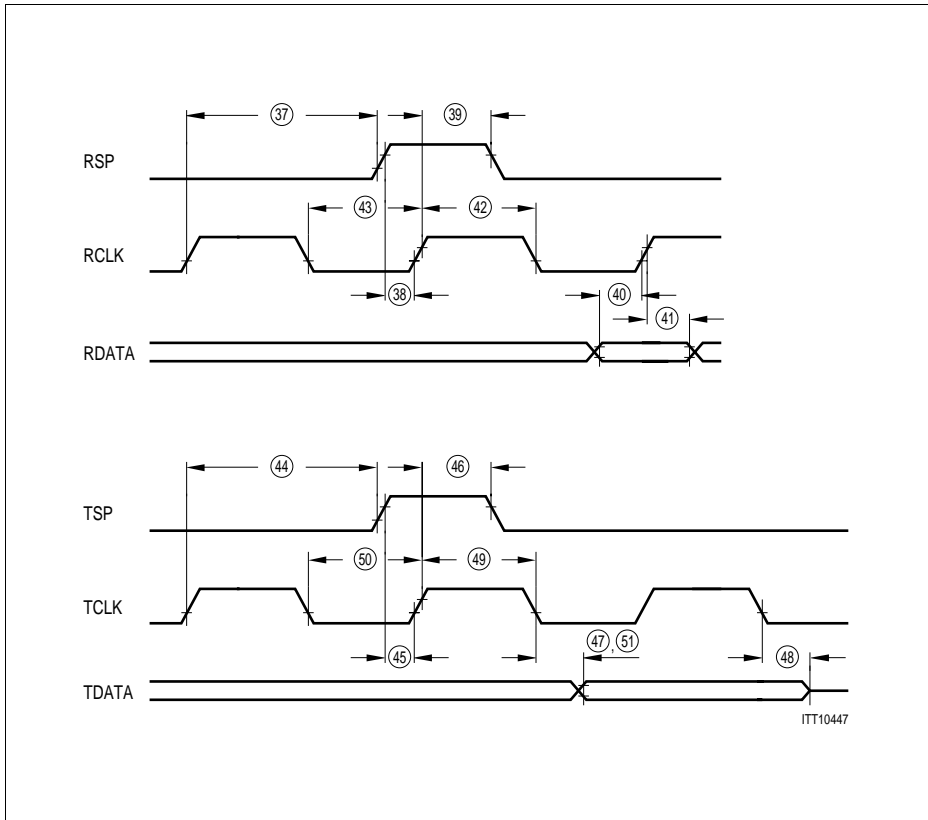 37 39
RSP
43 42
RCLK
38 40
41
RDATA
44 46
TSP
50 49
TCLK
45 47, 51 48
TDATA
ITT10447